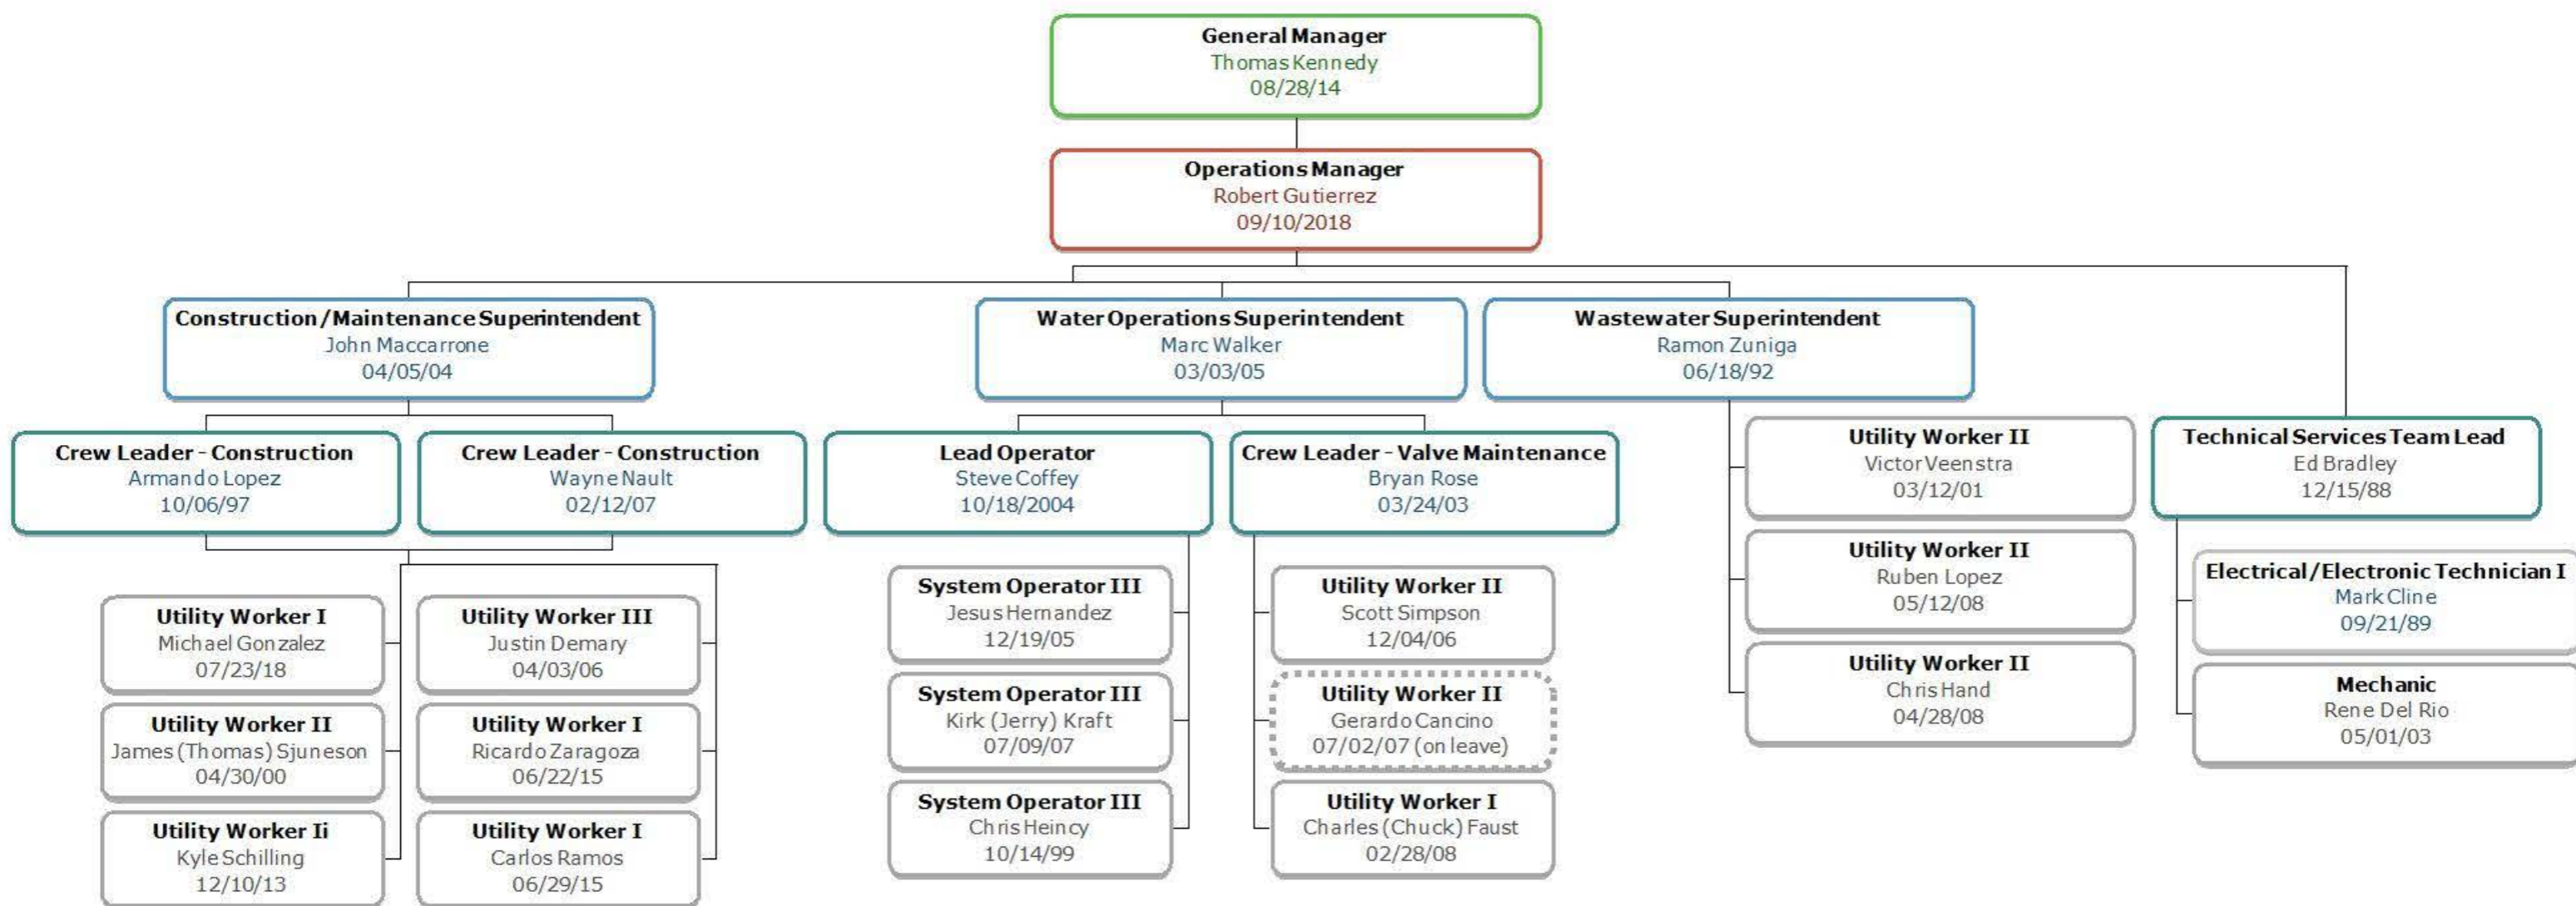 General Manager
Thomas Kennedy
08/28/14
Operations Manager
Robert Gutierrez
09/10/2018
Construction/Maintenance Superintendent
John Maccarrone
04/05/04
Water Operations Superintendent
Marc Walker
03/03/05
Wastewater Superintendent
Ramon Zuniga
06/18/92
Crew Leader - Construction
Armando Lopez
10/06/97
Crew Leader - Construction
Wayne Nault
02/12/07
Lead Operator
Steve Coffey
10/18/2004
Crew Leader - Valve Maintenance
Bryan Rose
03/24/03
Utility Worker II
Victor Veenstra
03/12/01
Technical Services Team Lead
Ed Bradley
12/15/88
Utility Worker I
Michael Gonzalez
07/23/18
Utility Worker III
Justin Demary
04/03/06
System Operator III
Jesus Hernandez
12/19/05
Utility Worker II
Scott Simpson
12/04/06
Utility Worker II
Ruben Lopez
05/12/08
Electrical/Electronic Technician I
Mark Cline
09/21/89
Utility Worker II
James (Thomas) Sjuneson
04/30/00
Utility Worker I
Ricardo Zaragoza
06/22/15
System Operator III
Kirk (Jerry) Kraft
07/09/07
Utility Worker II
Gerardo Cancino
07/02/07 (on leave)
Utility Worker II
Chris Hand
04/28/08
Mechanic
Rene Del Rio
05/01/03
Utility Worker Ii
Kyle Schilling
12/10/13
Utility Worker I
Carlos Ramos
06/29/15
System Operator III
Chris Heincy
10/14/99
Utility Worker I
Charles (Chuck) Faust
02/28/08